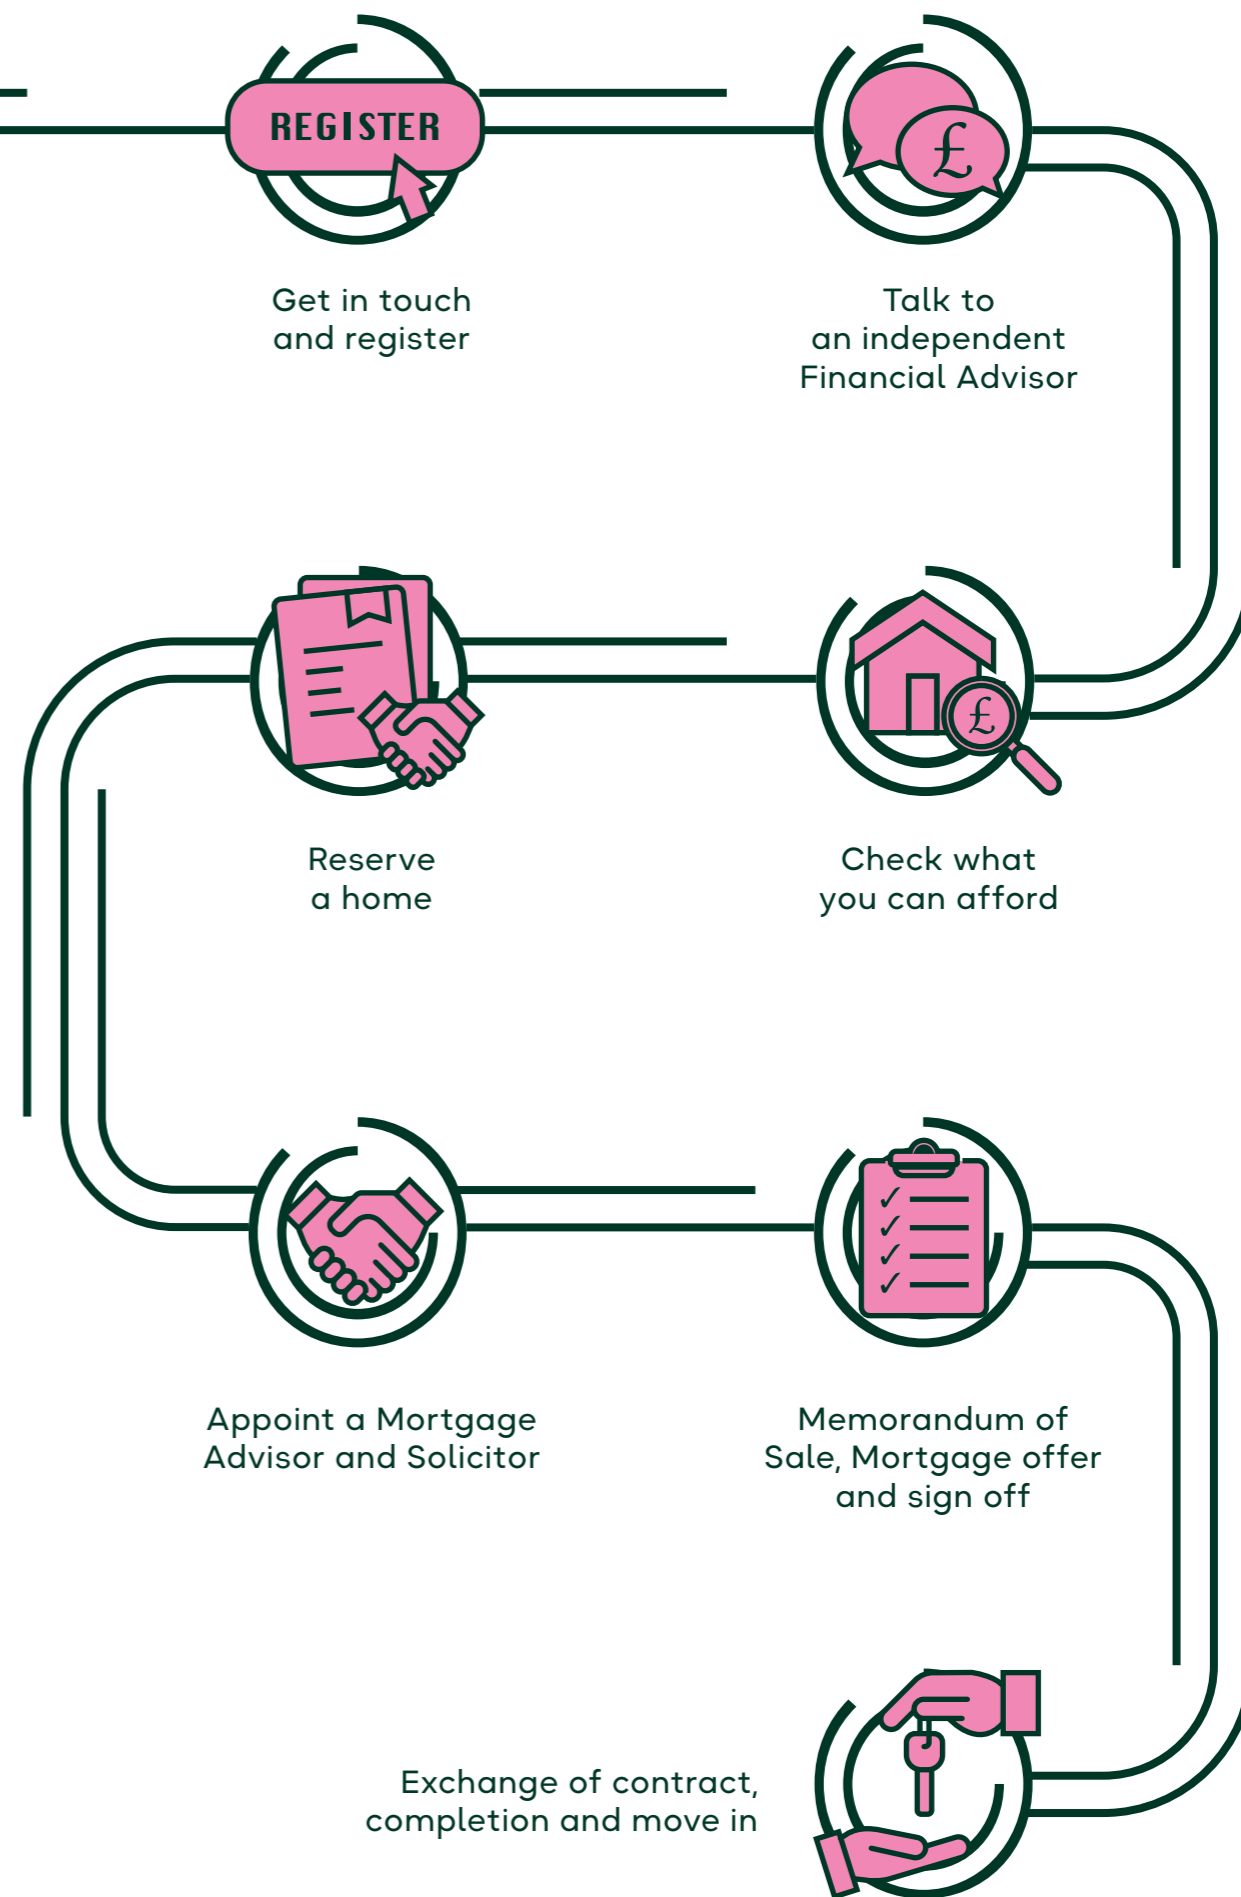 REGISTER
£
Get in touch
and register
Talk to
an independent
Financial Advisor
£
Reserve
a home
Check what
you can afford
Appoint a Mortgage
Advisor and Solicitor
Memorandum of
Sale, Mortgage offer
and sign off
Exchange of contract,
completion and move in